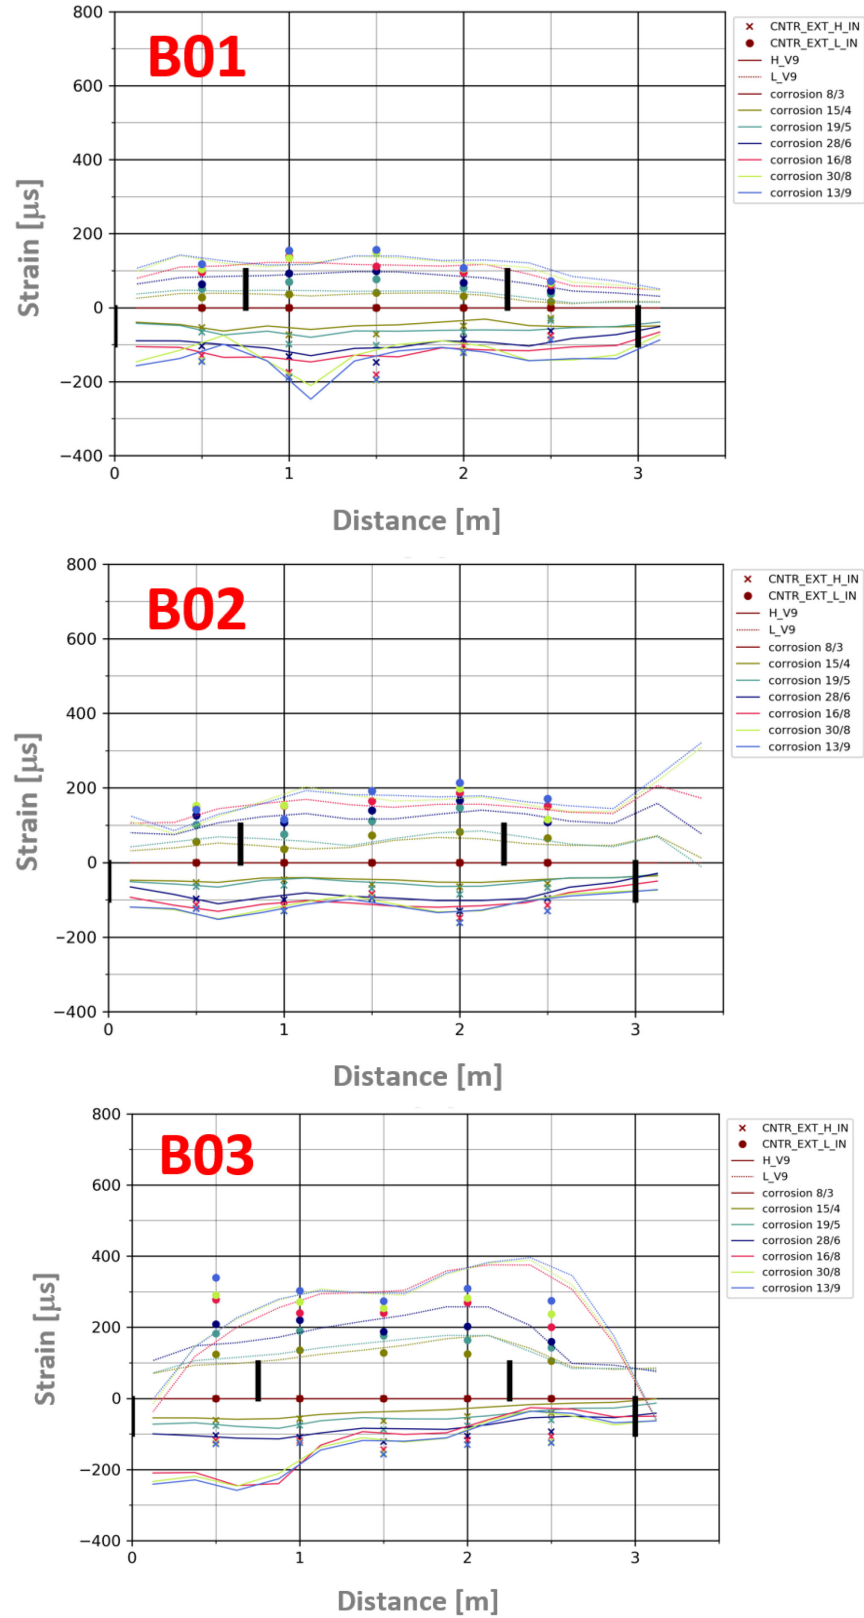 B01
800
600
400
200
0
−200
−400
0
1
2
3
Strain [μs]
Distance [m]
CNTR_EXT_H_IN
CNTR_EXT_L_IN
H_V9
L_V9
corrosion 8/3
corrosion 15/4
corrosion 19/5
corrosion 28/6
corrosion 16/8
corrosion 30/8
corrosion 13/9
B02
800
600
400
200
0
−200
−400
0
1
2
3
Strain [μs]
Distance [m]
CNTR_EXT_H_IN
CNTR_EXT_L_IN
H_V9
L_V9
corrosion 8/3
corrosion 15/4
corrosion 19/5
corrosion 28/6
corrosion 16/8
corrosion 30/8
corrosion 13/9
B03
800
600
400
200
0
−200
−400
0
1
2
3
Strain [μs]
Distance [m]
CNTR_EXT_H_IN
CNTR_EXT_L_IN
H_V9
L_V9
corrosion 8/3
corrosion 15/4
corrosion 19/5
corrosion 28/6
corrosion 16/8
corrosion 30/8
corrosion 13/9